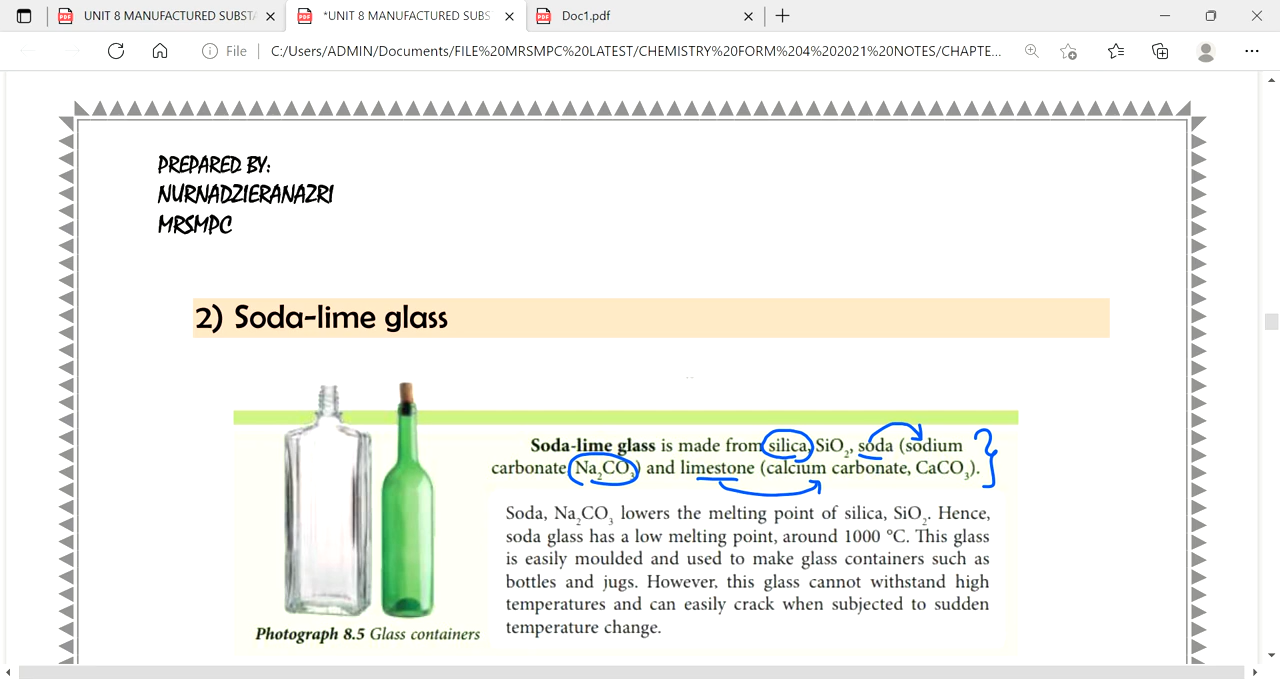 UNIT 8 MANUFACTURED SUBSTA
*UNIT 8 MANUFACTURED SUBS
Doc1.pdf
File
C:/Users/ADMIN/Documents/FILE%20MRSMPC%20LATEST/CHEMISTRY%20FORM%204%202021%20NOTES/CHAPTE...
PREPARED BY:
NURNADZIERANAZRI
MRSMPC
2) Soda-lime glass
Soda-lime glass is made from silica, SiO₂, soda (sodium
carbonate Na₂CO₃) and limestone (calcium carbonate, CaCO₃).
Soda, Na₂CO₃ lowers the melting point of silica, SiO₂. Hence,
soda glass has a low melting point, around 1000 °C. This glass
is easily moulded and used to make glass containers such as
bottles and jugs. However, this glass cannot withstand high
temperatures and can easily crack when subjected to sudden
temperature change.
Photograph 8.5 Glass containers